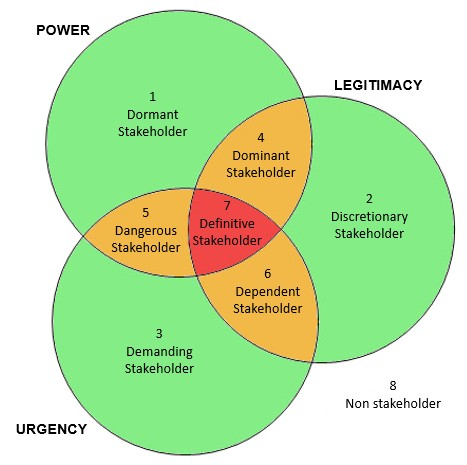 POWER
LEGITIMACY
1
Dormant
Stakeholder
4
Dominant
Stakeholder
2
Discretionary
Stakeholder
5
Dangerous
Stakeholder
7
Definitive
Stakeholder
6
Dependent
Stakeholder
3
Demanding
Stakeholder
8
Non stakeholder
URGENCY